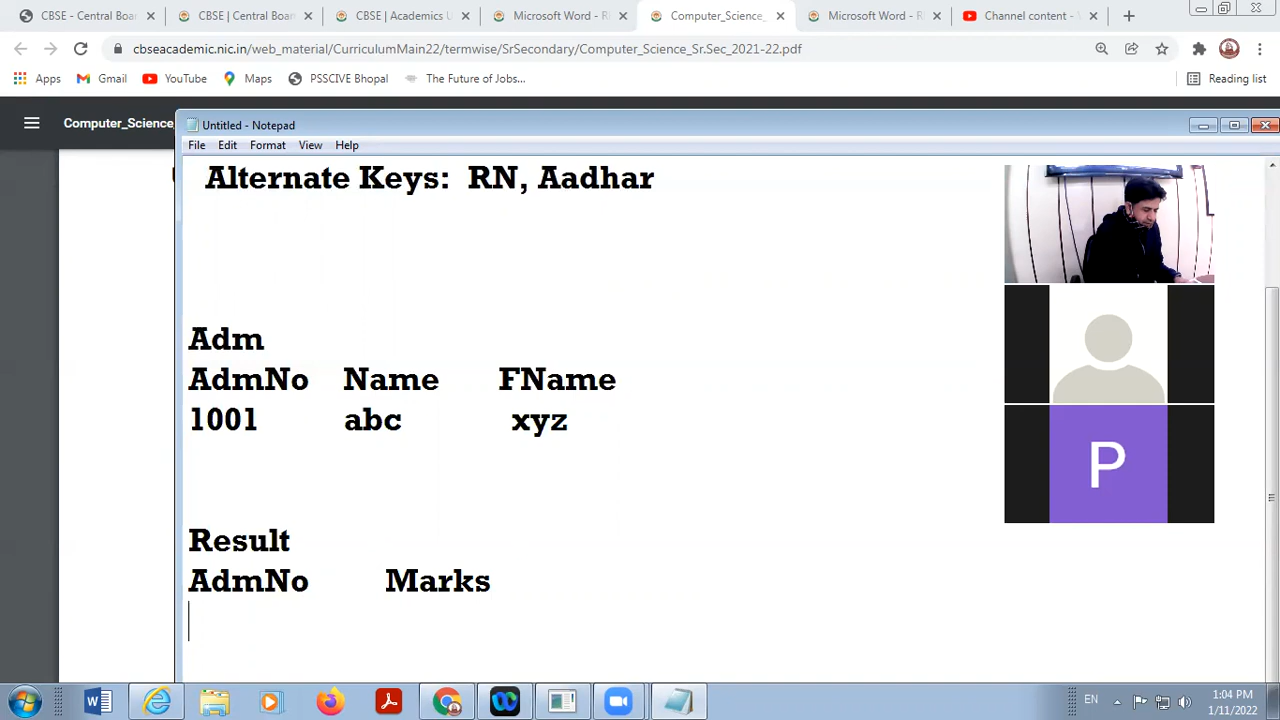 CBSE - Central Boar
CBSE | Central Boar
CBSE | Academics U
Microsoft Word - R
Computer_Science_
Microsoft Word - R
Channel content -
cbseacademic.nic.in/web_material/CurriculumMain22/termwise/SrSecondary/Computer_Science_Sr.Sec_2021-22.pdf
Apps Gmail YouTube Maps PSSCIVE Bhopal The Future of Jobs... Reading list
Computer_Science_
Untitled - Notepad
File Edit Format View Help
Alternate Keys: RN, Aadhar
Adm
AdmNo Name FName
1001 abc xyz
P
Result
AdmNo Marks
EN
1:04 PM
1/11/2022